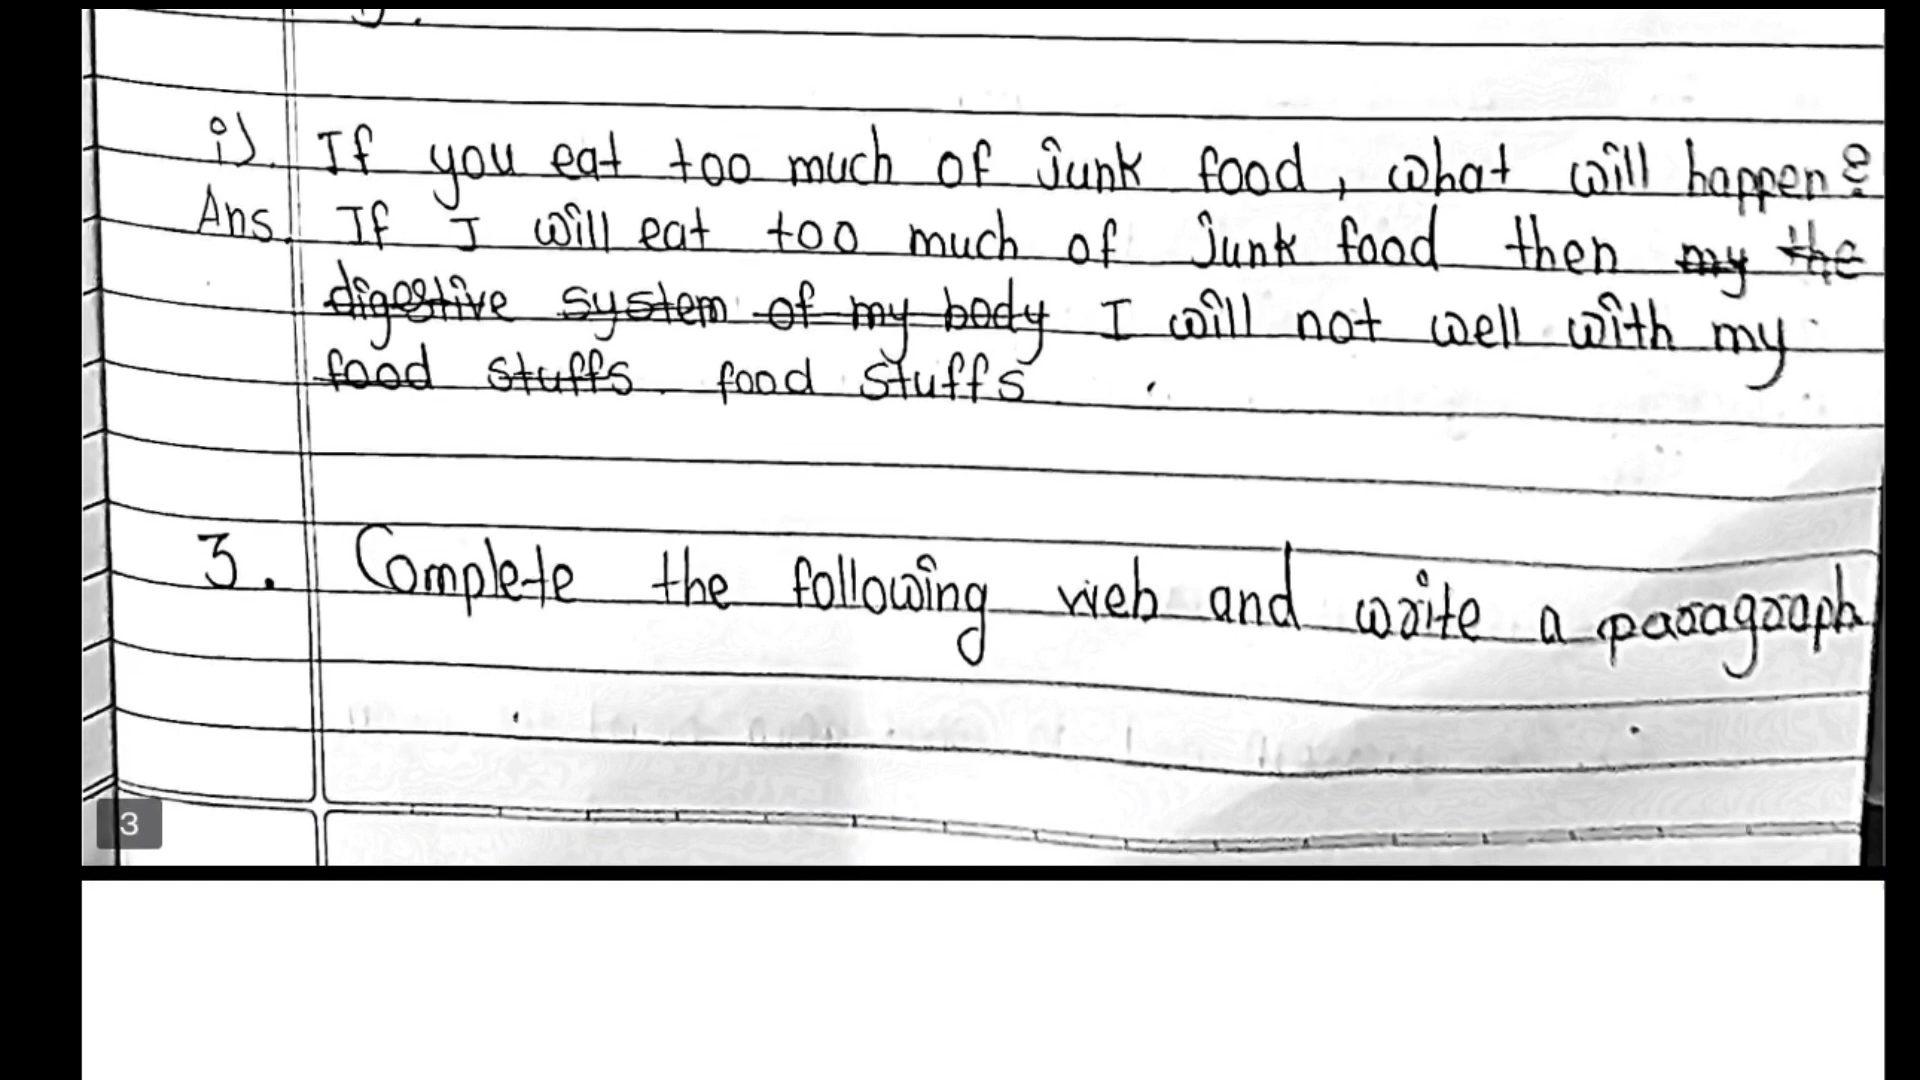 i). If you eat too much of junk food, what will happen?
Ans. If I will eat too much of junk food then my the
digestive system of my body I will not well with my
food stuffs food stuffs
3. Complete the following web and write a paragraph
3